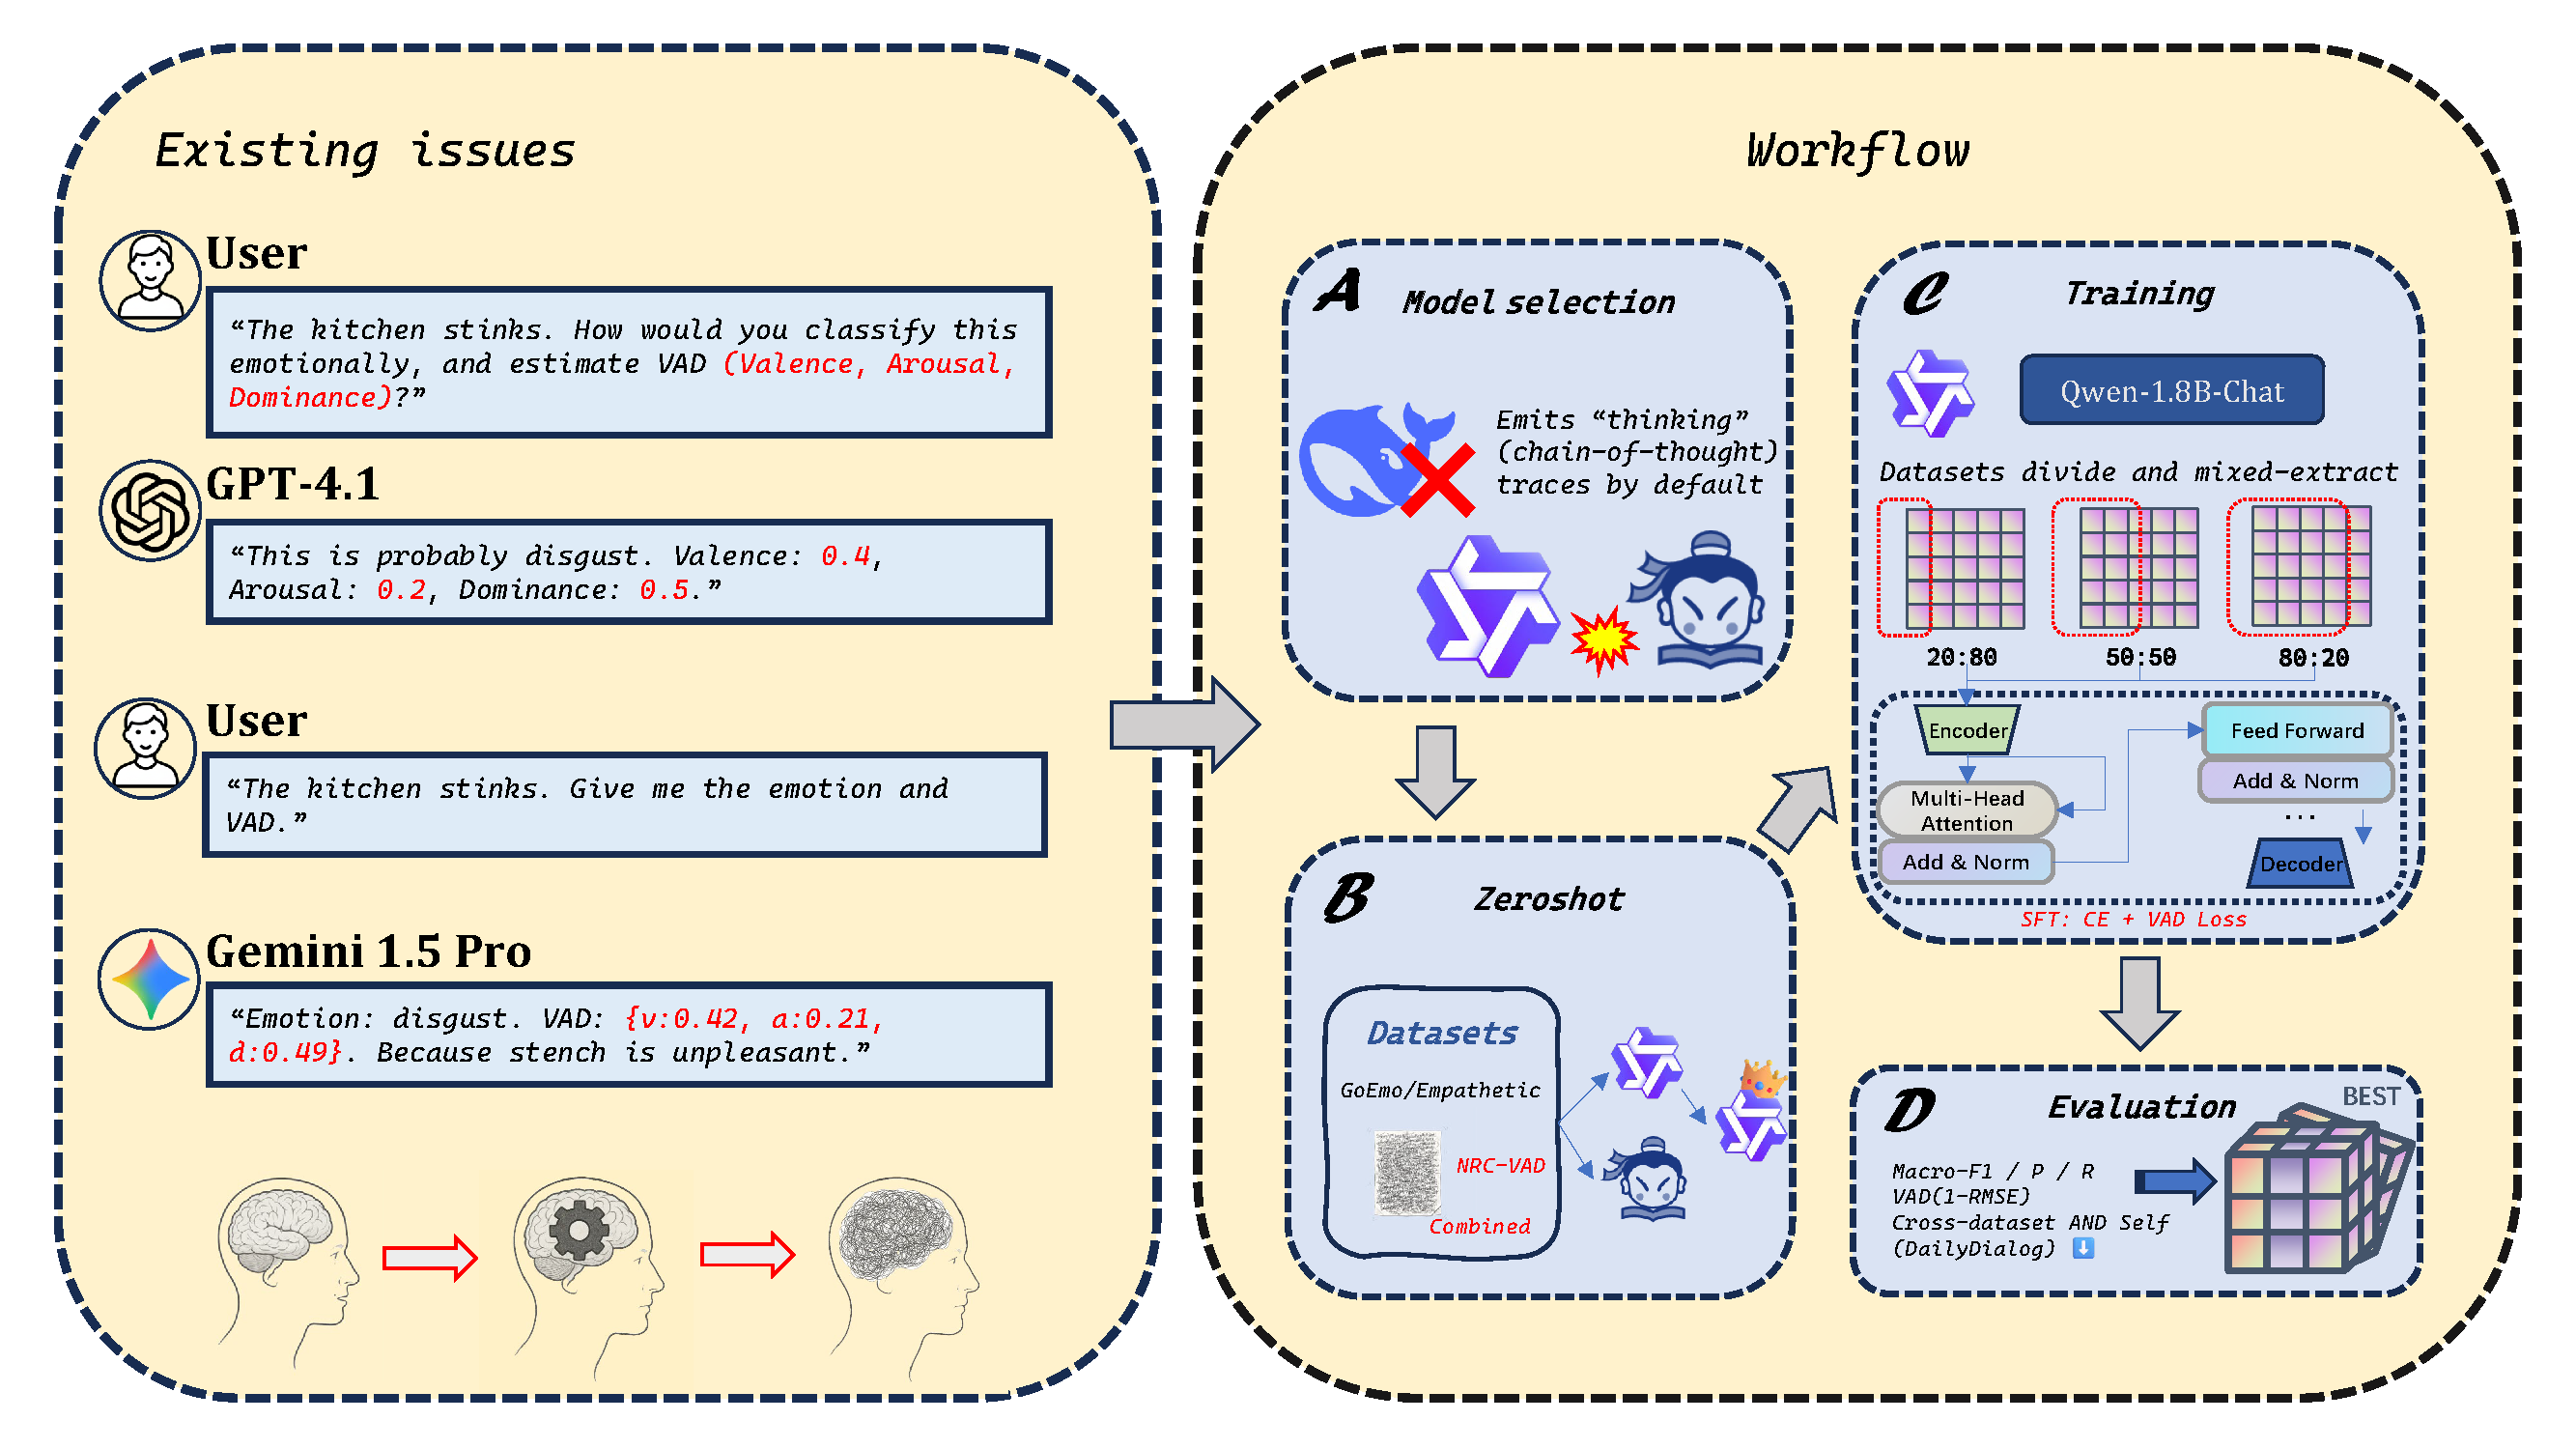 Existing issues
User
“The kitchen stinks. How would you classify this
emotionally, and estimate VAD (Valence, Arousal,
Dominance)?”
GPT-4.1
“This is probably disgust. Valence: 0.4,
Arousal: 0.2, Dominance: 0.5.”
User
“The kitchen stinks. Give me the emotion and
VAD.”
Gemini 1.5 Pro
“Emotion: disgust. VAD: {v:0.42, a:0.21,
d:0.49}. Because stench is unpleasant.”
Workflow
A
Model selection
Emits “thinking”
(chain-of-thought)
traces by default
B
Zeroshot
Datasets
GoEmo/Empathetic
NRC-VAD
Combined
C
Training
Qwen-1.8B-Chat
Datasets divide and mixed-extract
20:80
50:50
80:20
Encoder
Multi-Head
Attention
Add & Norm
Feed Forward
Add & Norm
...
Decoder
SFT: CE + VAD Loss
D
Evaluation
BEST
Macro-F1 / P / R
VAD(1-RMSE)
Cross-dataset AND Self
(DailyDialog)